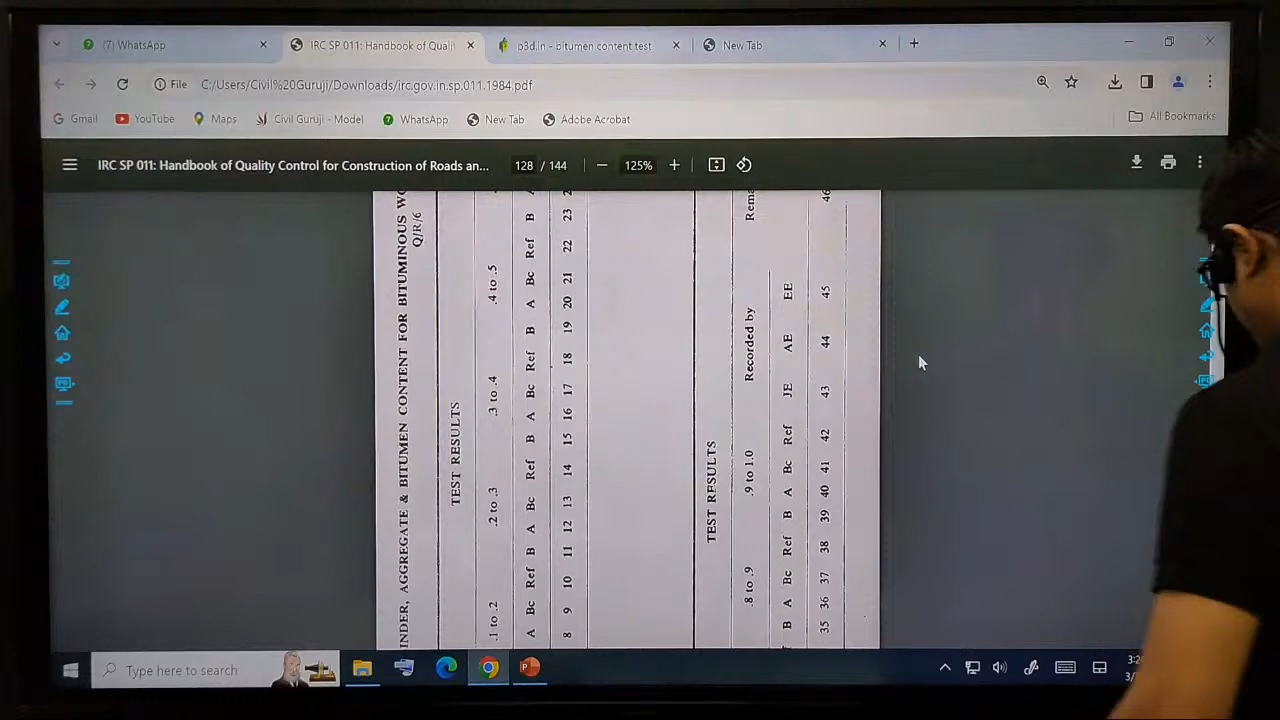 (7) WhatsApp
IRC SP 011: Handbook of Quali
p3d.in - bitumen content test
New Tab
File
C:/Users/Civil%20Guruji/Downloads/irc.gov.in.sp.011.1984.pdf
Gmail
YouTube
Maps
Civil Guruji - Model
WhatsApp
New Tab
Adobe Acrobat
All Bookmarks
IRC SP 011: Handbook of Quality Control for Construction of Roads an...
128 / 144
125%
INDER, AGGREGATE & BITUMEN CONTENT FOR BITUMINOUS WO
Q/R/6
TEST RESULTS
.1 to .2 .2 to .3 .3 to .4 .4 to .5
A Bc Ref B A Bc Ref B A Bc Ref B A Bc Ref B
8 9 10 11 12 13 14 15 16 17 18 19 20 21 22 23 2
TEST RESULTS
.8 to .9 .9 to 1.0 Recorded by Rema
B A Bc Ref B A Bc Ref JE AE EE
35 36 37 38 39 40 41 42 43 44 45 46
Type here to search